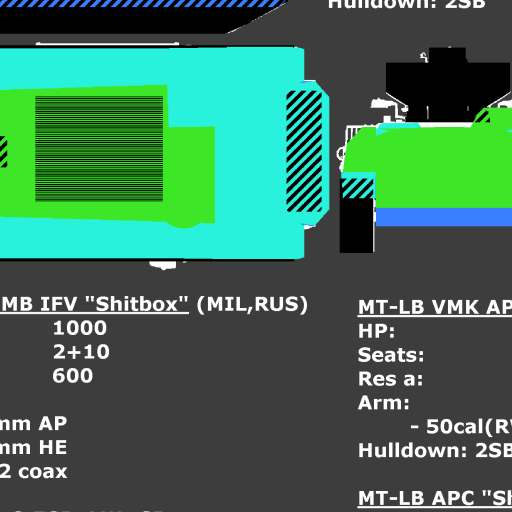 Hulldown: 2SB
MB IFV "Shitbox" (MIL,RUS)
1000
2+10
600
mm AP
mm HE
2 coax
MT-LB VMK AP
HP:
Seats:
Res a:
Arm:
- 50cal(R
Hulldown: 2SB
MT-LB APC "Sh